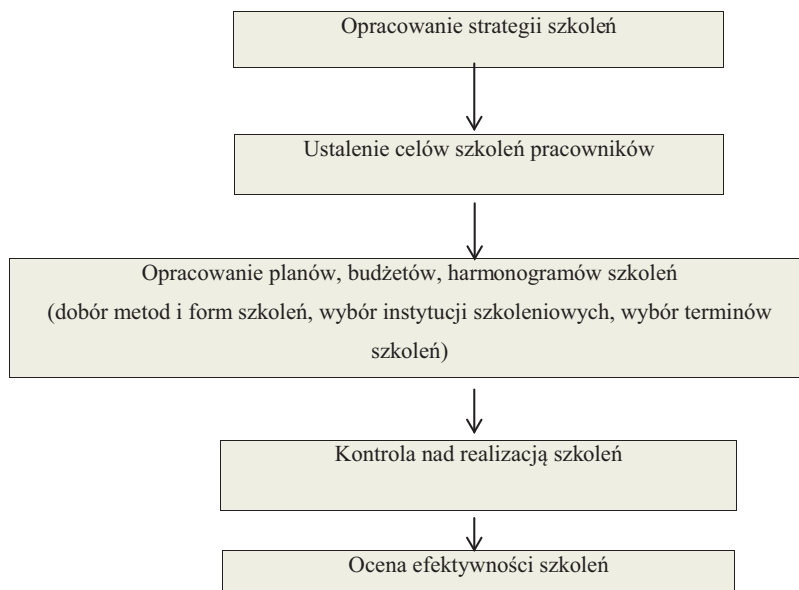 Opracowanie strategii szkoleń
Ustalenie celów szkoleń pracowników
Opracowanie planów, budżetów, harmonogramów szkoleń
(dobór metod i form szkoleń, wybór instytucji szkoleniowych, wybór terminów
szkoleń)
Kontrola nad realizacją szkoleń
Ocena efektywności szkoleń